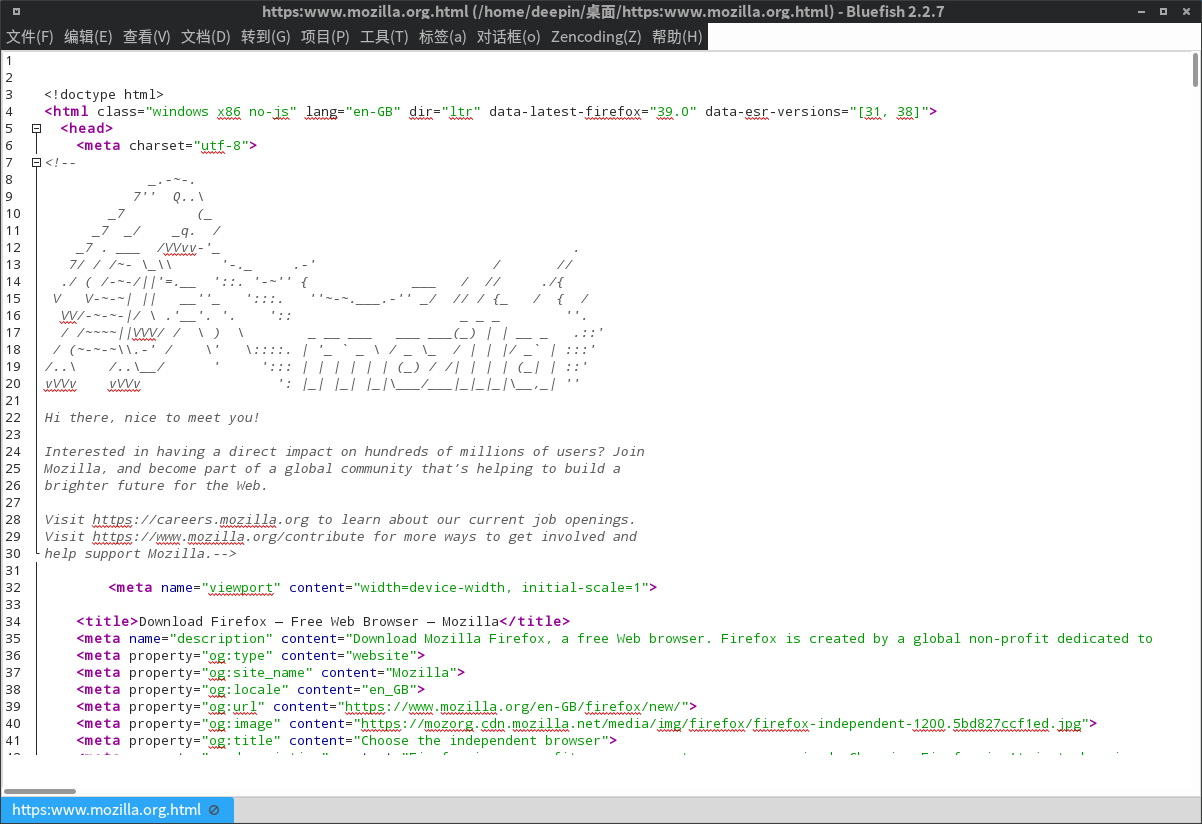 https:www.mozilla.org.html (/home/deepin/桌面/https:www.mozilla.org.html) - Bluefish 2.2.7
文件(F) 编辑(E) 查看(V) 文档(D) 转到(G) 项目(P) 工具(T) 标签(a) 对话框(o) Zencoding(Z) 帮助(H)
1
2
3 <!doctype html>
4 <html class="windows x86 no-js" lang="en-GB" dir="ltr" data-latest-firefox="39.0" data-esr-versions="[31, 38]">
5   <head>
6     <meta charset="utf-8">
7 <!--
8              _.-~-.
9            7''  Q..\
10         _7         (_
11       _7  _/    _q.  /
12     _7 . ___  /VVvv-'_                                            .
13    7/ / /~- \_\\      '-._     .-'                      /       //
14   ./ ( /-~-/||'=.__  '::. '-~'' {             ___   /  //     ./{
15  V   V-~-~| ||   __''_   ':::.   ''~-~.___.-'' _/  // / {_   /  {  /
16   VV/-~-~-|/ \ .'__'. '.    '::                     _ _ _        ''.
17   / /~~~~||VVV/ /  \ )  \        _ __ ___   ___ ___(_) | | __ _   .::'
18  / (~-~-~\\.-' /    \'   \::::. | '_ ` _ \ / _ \_  / | | |/ _` | :::'
19 /..\    /..\__/      '     '::: | | | | | | (_) / /| | | | (_| | ::'
20 vVVv    vVVv                 ': |_| |_| |_|\___/___|_|_|_|\__,_| ''
21
22 Hi there, nice to meet you!
23
24 Interested in having a direct impact on hundreds of millions of users? Join
25 Mozilla, and become part of a global community that's helping to build a
26 brighter future for the Web.
27
28 Visit https://careers.mozilla.org to learn about our current job openings.
29 Visit https://www.mozilla.org/contribute for more ways to get involved and
30 help support Mozilla.-->
31
32         <meta name="viewport" content="width=device-width, initial-scale=1">
33
34     <title>Download Firefox — Free Web Browser — Mozilla</title>
35     <meta name="description" content="Download Mozilla Firefox, a free Web browser. Firefox is created by a global non-profit dedicated to
36     <meta property="og:type" content="website">
37     <meta property="og:site_name" content="Mozilla">
38     <meta property="og:locale" content="en_GB">
39     <meta property="og:url" content="https://www.mozilla.org/en-GB/firefox/new/">
40     <meta property="og:image" content="https://mozorg.cdn.mozilla.net/media/img/firefox/firefox-independent-1200.5bd827ccf1ed.jpg">
41     <meta property="og:title" content="Choose the independent browser">
https:www.mozilla.org.html